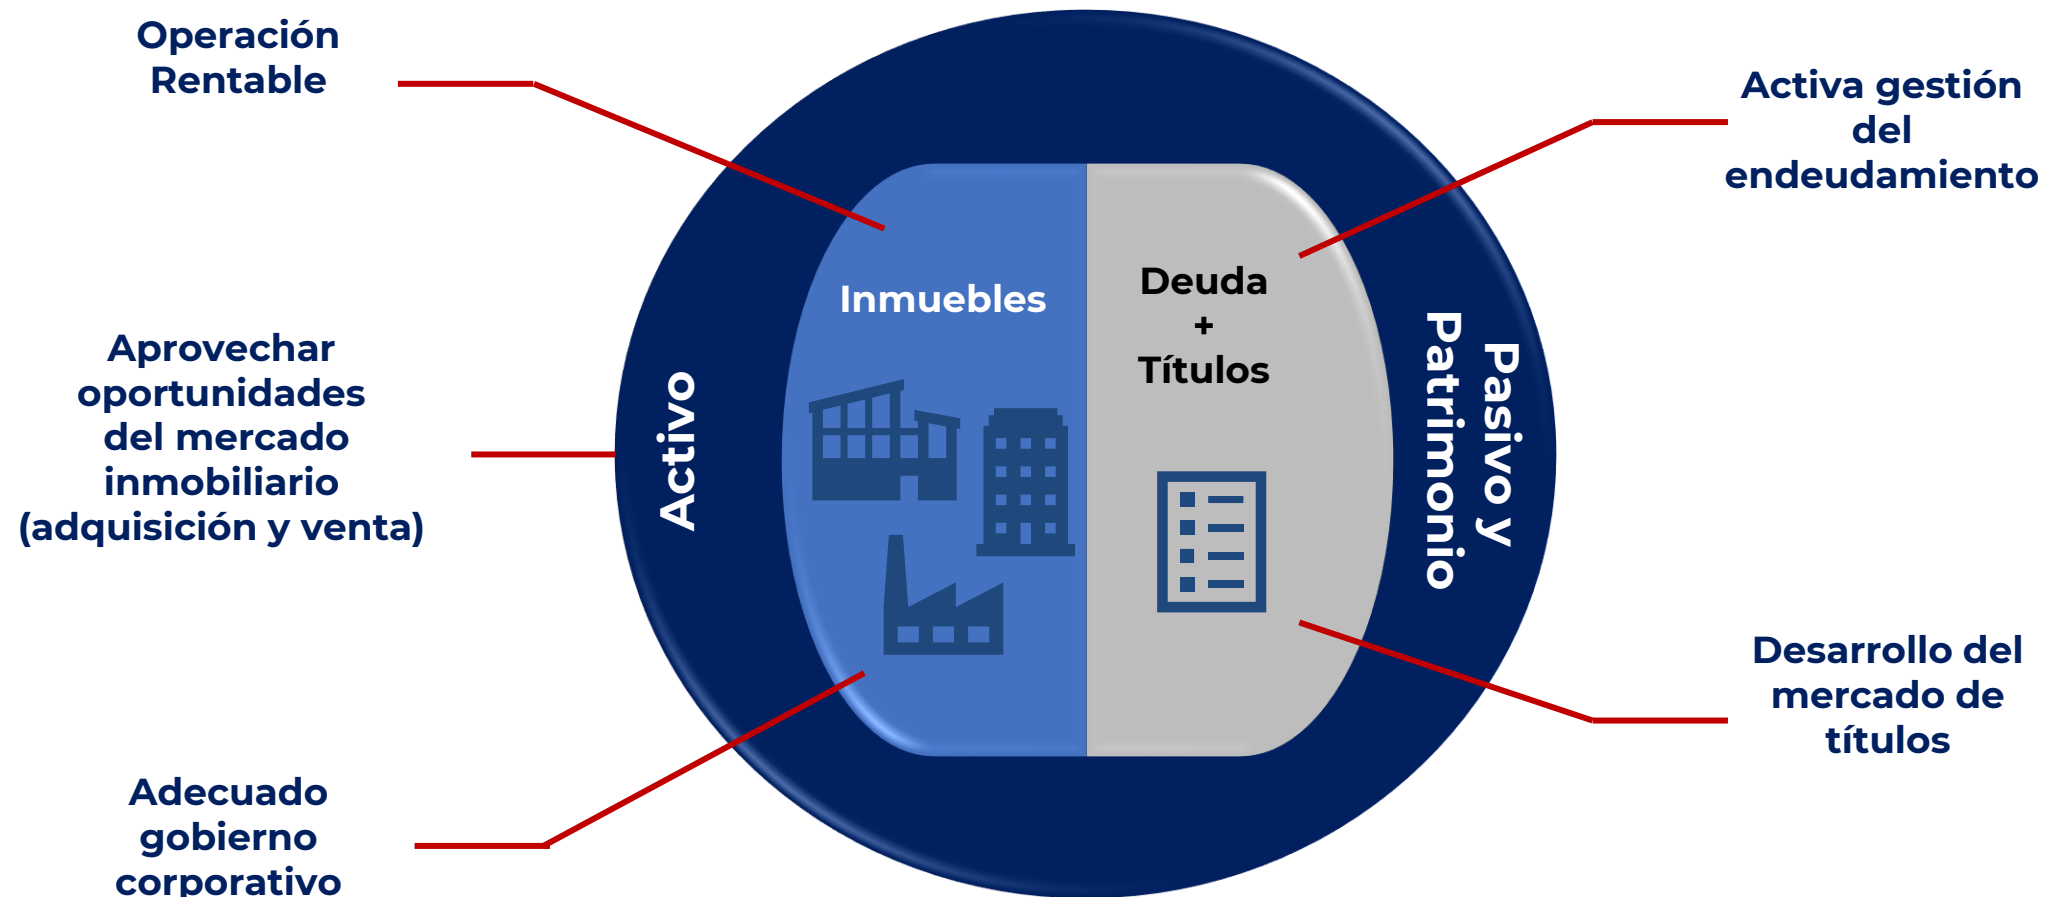 Operación
Rentable
Aprovechar
oportunidades
del mercado
inmobiliario
(adquisición y venta)
Adecuado
gobierno
corporativo
Activo
Inmuebles
Deuda
+
Títulos
Pasivo y
Patrimonio
Activa gestión
del
endeudamiento
Desarrollo del
mercado de
títulos